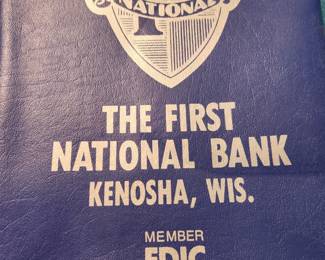 NATIONAL
THE FIRST
NATIONAL BANK
KENOSHA, WIS.
MEMBER
FDIC